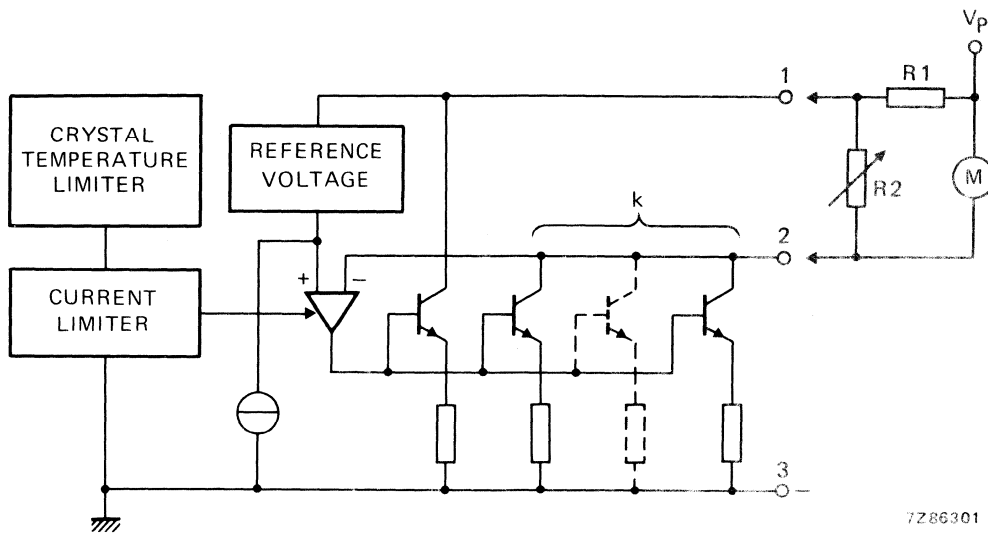 V_P
1
R1
CRYSTAL
TEMPERATURE
LIMITER
REFERENCE
VOLTAGE
R2
M
k
2
+
−
CURRENT
LIMITER
3
−
7Z86301